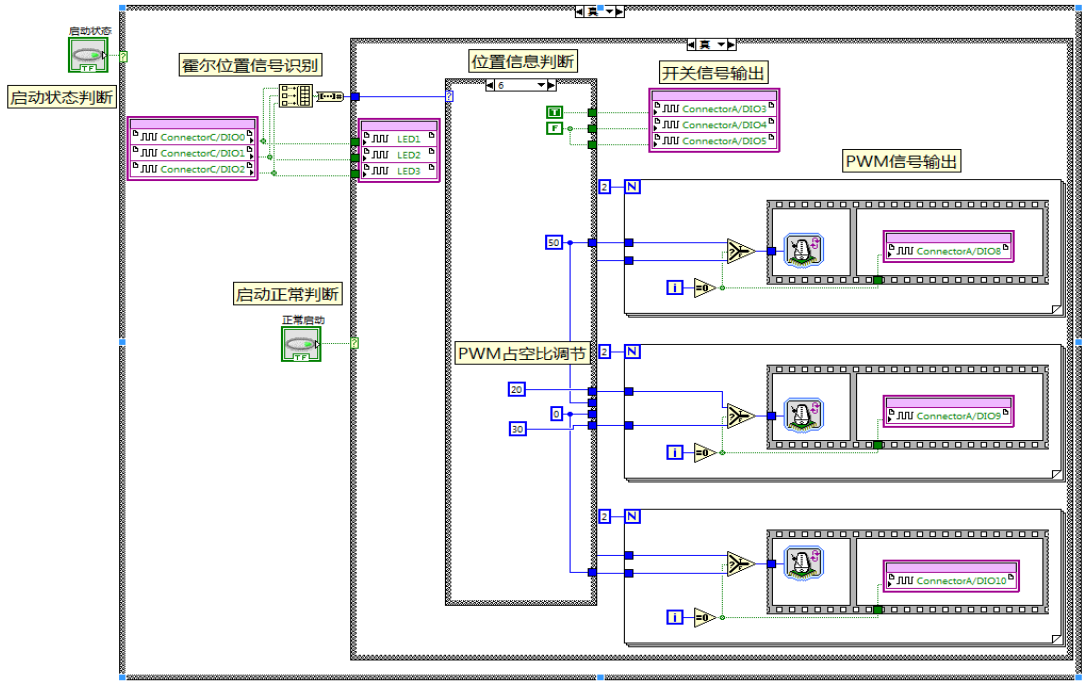 真
启动状态
TF
?
启动状态判断
霍尔位置信号识别
真
位置信息判断
6
?
开关信号输出
T
F
ConnectorA/DIO3
ConnectorA/DIO4
ConnectorA/DIO5
ConnectorC/DIO0
ConnectorC/DIO1
ConnectorC/DIO2
LED1
LED2
LED3
PWM信号输出
2
N
50
?
ConnectorA/DIO8
i
=0
启动正常判断
正常启动
TF
?
PWM占空比调节
2
N
20
0
30
?
ConnectorA/DIO9
i
=0
2
N
?
ConnectorA/DIO10
i
=0